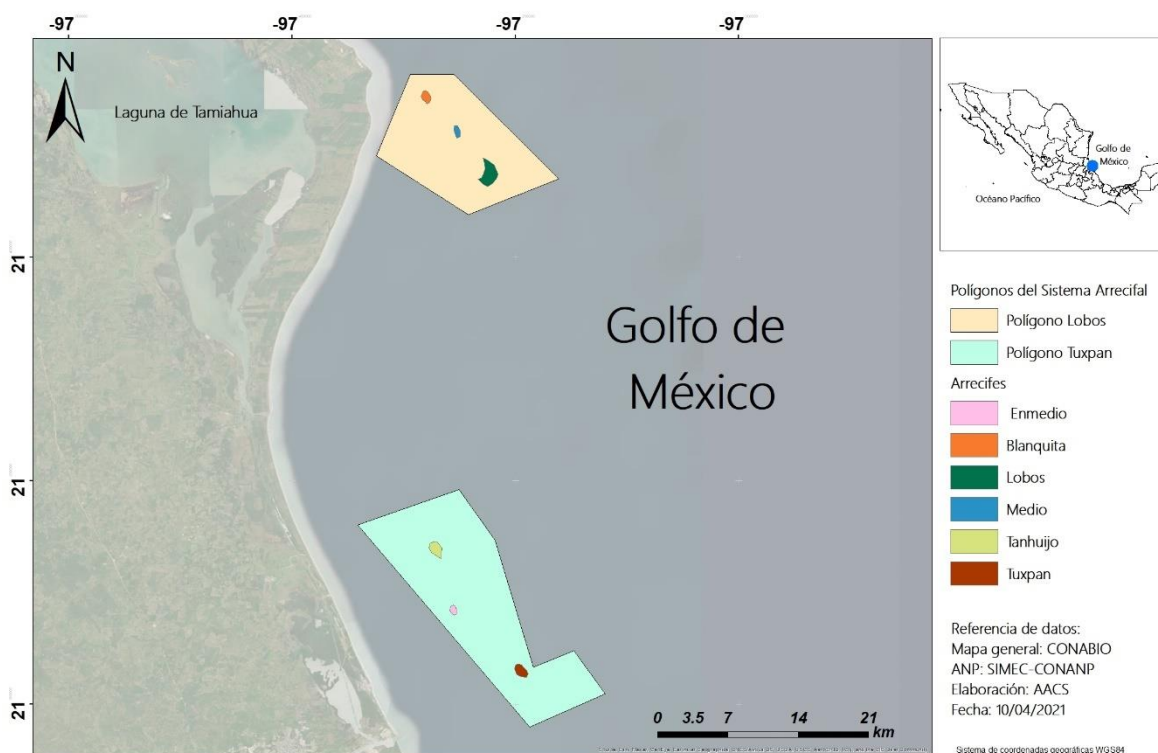 -97 -97 -97 -97
N
Laguna de Tamiahua
21
21
21
Golfo de
México
0 3.5 7 14 21
km
Golfo de
México
Océano Pacífico
Polígonos del Sistema Arrecifal
Polígono Lobos
Polígono Tuxpan
Arrecifes
Enmedio
Blanquita
Lobos
Medio
Tanhuijo
Tuxpan
Referencia de datos:
Mapa general: CONABIO
ANP: SIMEC-CONANP
Elaboración: AACS
Fecha: 10/04/2021
Sistema de coordenadas geográficas WGS84